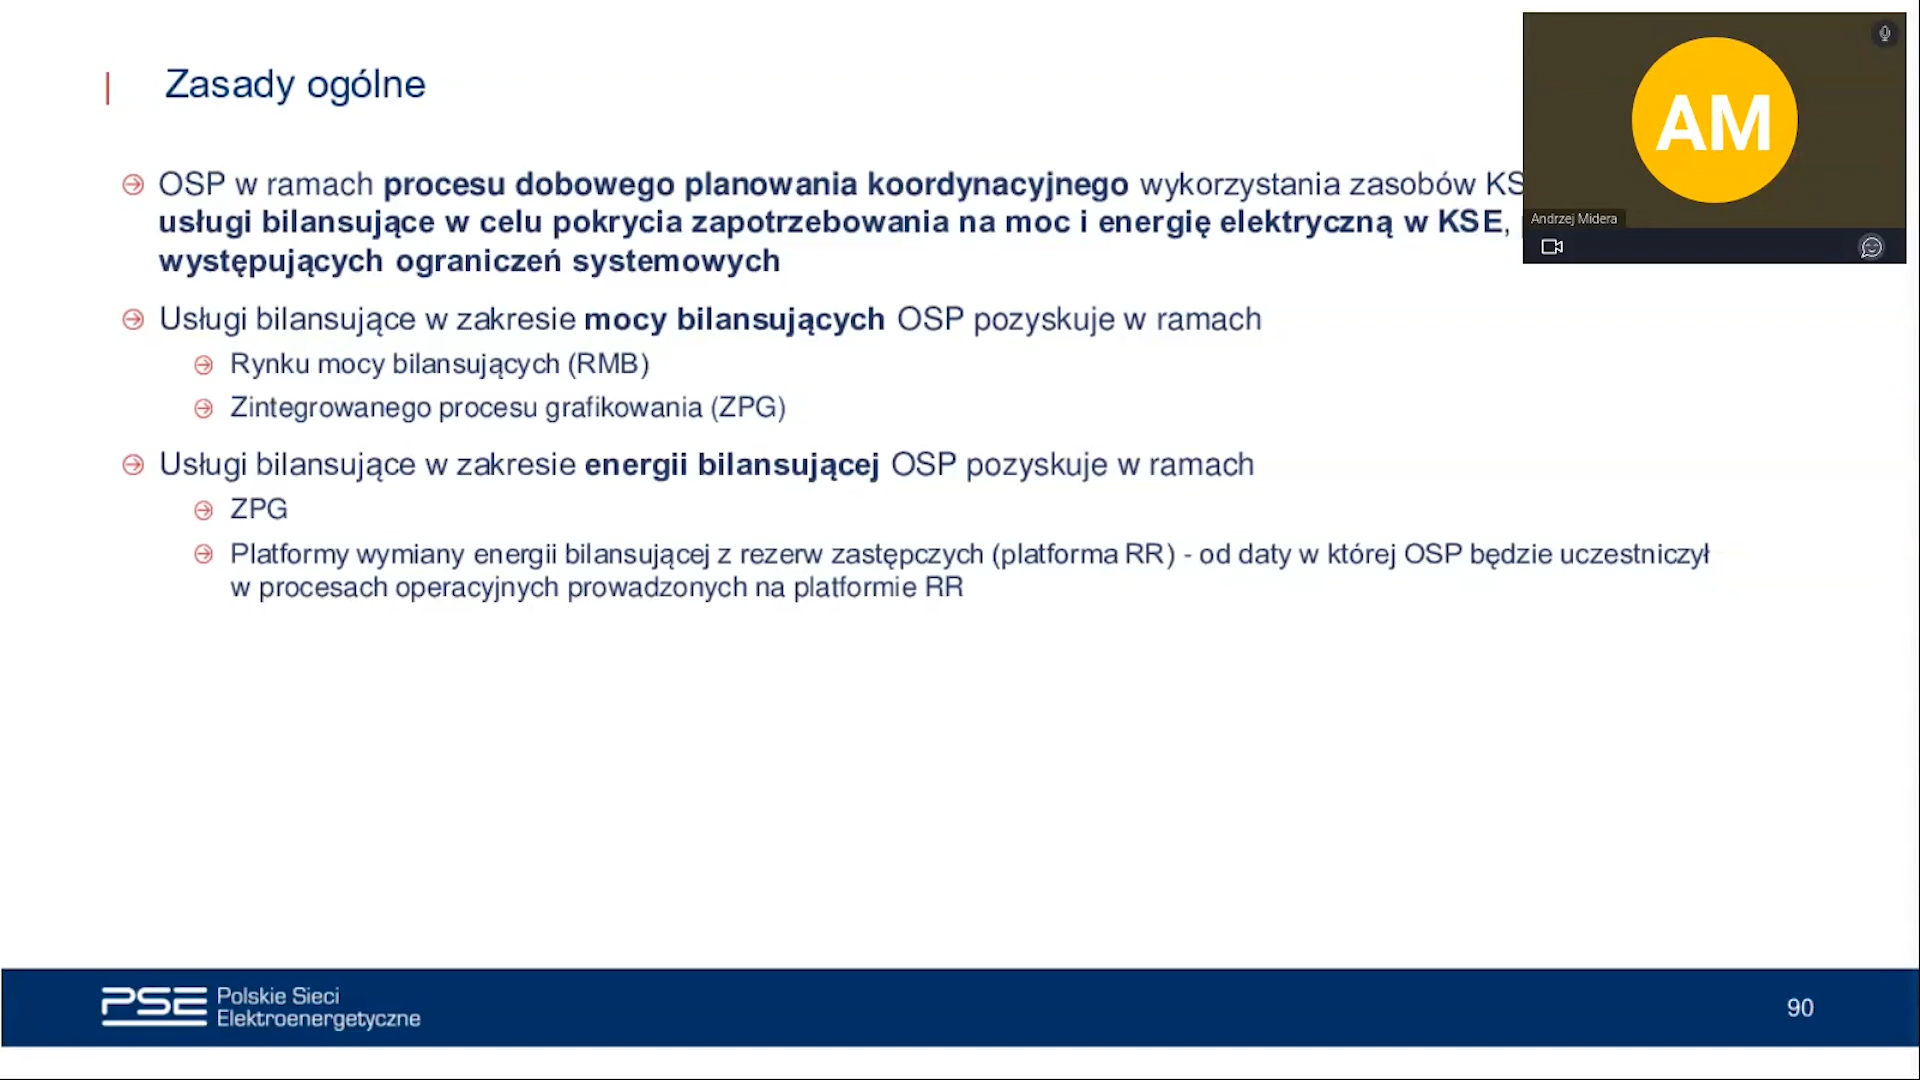 Zasady ogólne
OSP w ramach procesu dobowego planowania koordynacyjnego wykorzystania zasobów
usługi bilansujące w celu pokrycia zapotrzebowania na moc i energię elektryczną w KSE,
występujących ograniczeń systemowych
Usługi bilansujące w zakresie mocy bilansujących OSP pozyskuje w ramach
Rynku mocy bilansujących (RMB)
Zintegrowanego procesu grafikowania (ZPG)
Usługi bilansujące w zakresie energii bilansującej OSP pozyskuje w ramach
ZPG
Platformy wymiany energii bilansującej z rezerw zastępczych (platforma RR) - od daty w której OSP będzie uczestniczył
w procesach operacyjnych prowadzonych na platformie RR
AM
Andrzej Midera
PSE Polskie Sieci
Elektroenergetyczne
90